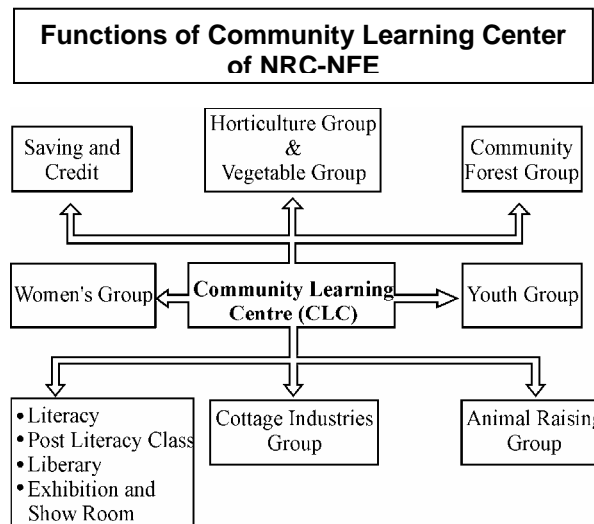 Functions of Community Learning Center
of NRC-NFE
Saving and
Credit
Horticulture Group
&
Vegetable Group
Community
Forest Group
Women's Group
Community Learning
Centre (CLC)
Youth Group
• Literacy
• Post Literacy Class
• Liberary
• Exhibition and
Show Room
Cottage Industries
Group
Animal Raising
Group